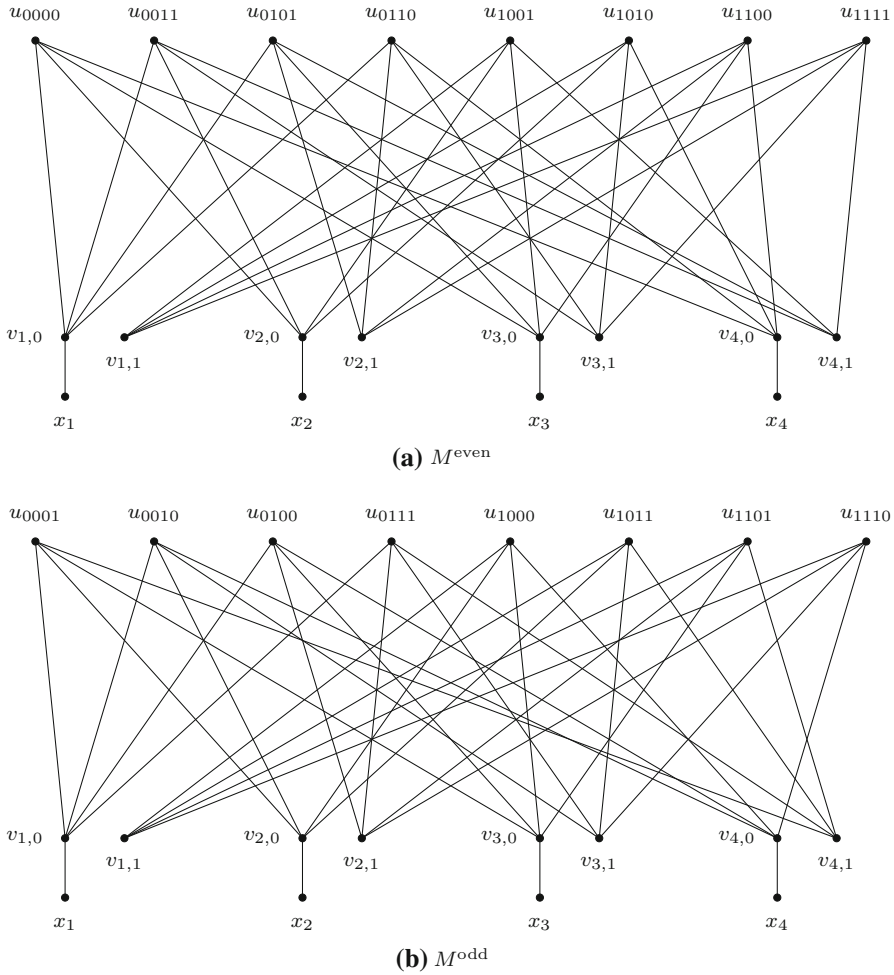 u0000 u0011 u0101 u0110 u1001 u1010 u1100 u1111
v1,0 v1,1 v2,0 v2,1 v3,0 v3,1 v4,0 v4,1
x1 x2 x3 x4
(a) M^even
u0001 u0010 u0100 u0111 u1000 u1011 u1101 u1110
v1,0 v1,1 v2,0 v2,1 v3,0 v3,1 v4,0 v4,1
x1 x2 x3 x4
(b) M^odd